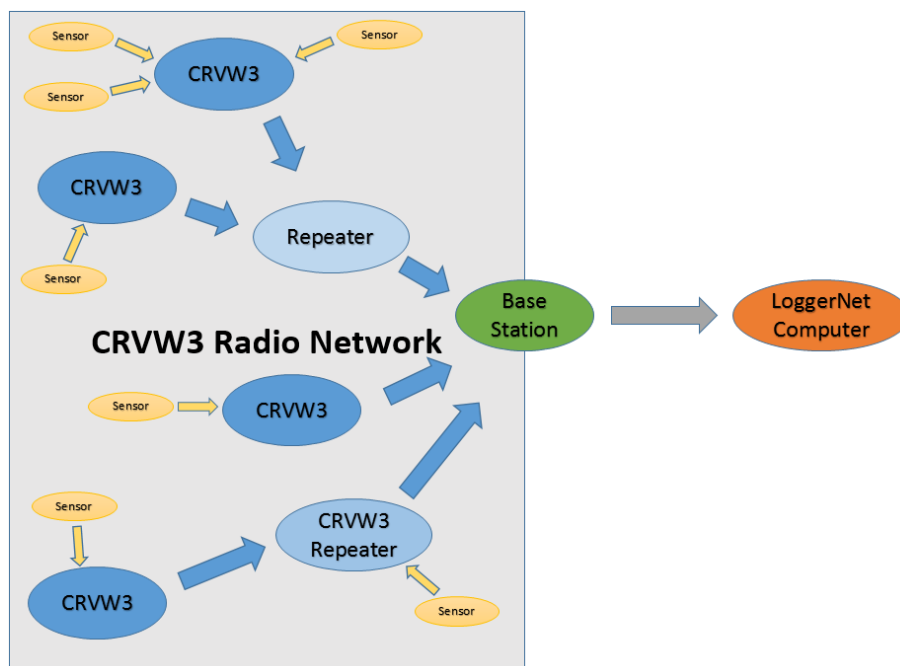 Sensor
Sensor
CRVW3
Sensor
CRVW3
Sensor
Repeater
Base
Station
LoggerNet
Computer
CRVW3 Radio Network
Sensor
CRVW3
Sensor
CRVW3
Repeater
CRVW3
Sensor